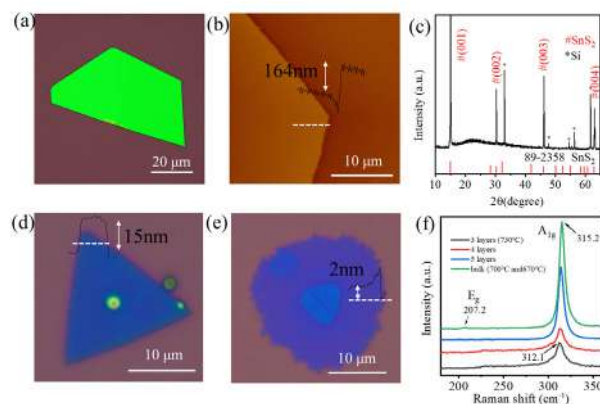 (a)
20 μm
(b)
164nm
10 μm
(c)
Intensity (a.u.)
#(001)
#(002)
#(003)
#(004)
#SnS2
*Si
89-2358 SnS2
10 20 30 40 50 60
2θ(degree)
(d)
15nm
10 μm
(e)
2nm
10 μm
(f)
Intensity (a.u.)
3 layers (730°C)
4 layers
5 layers
bulk (700°C and670°C)
A1g
315.2
Eg
207.2
312.1
200 250 300 350
Raman shift (cm-1)